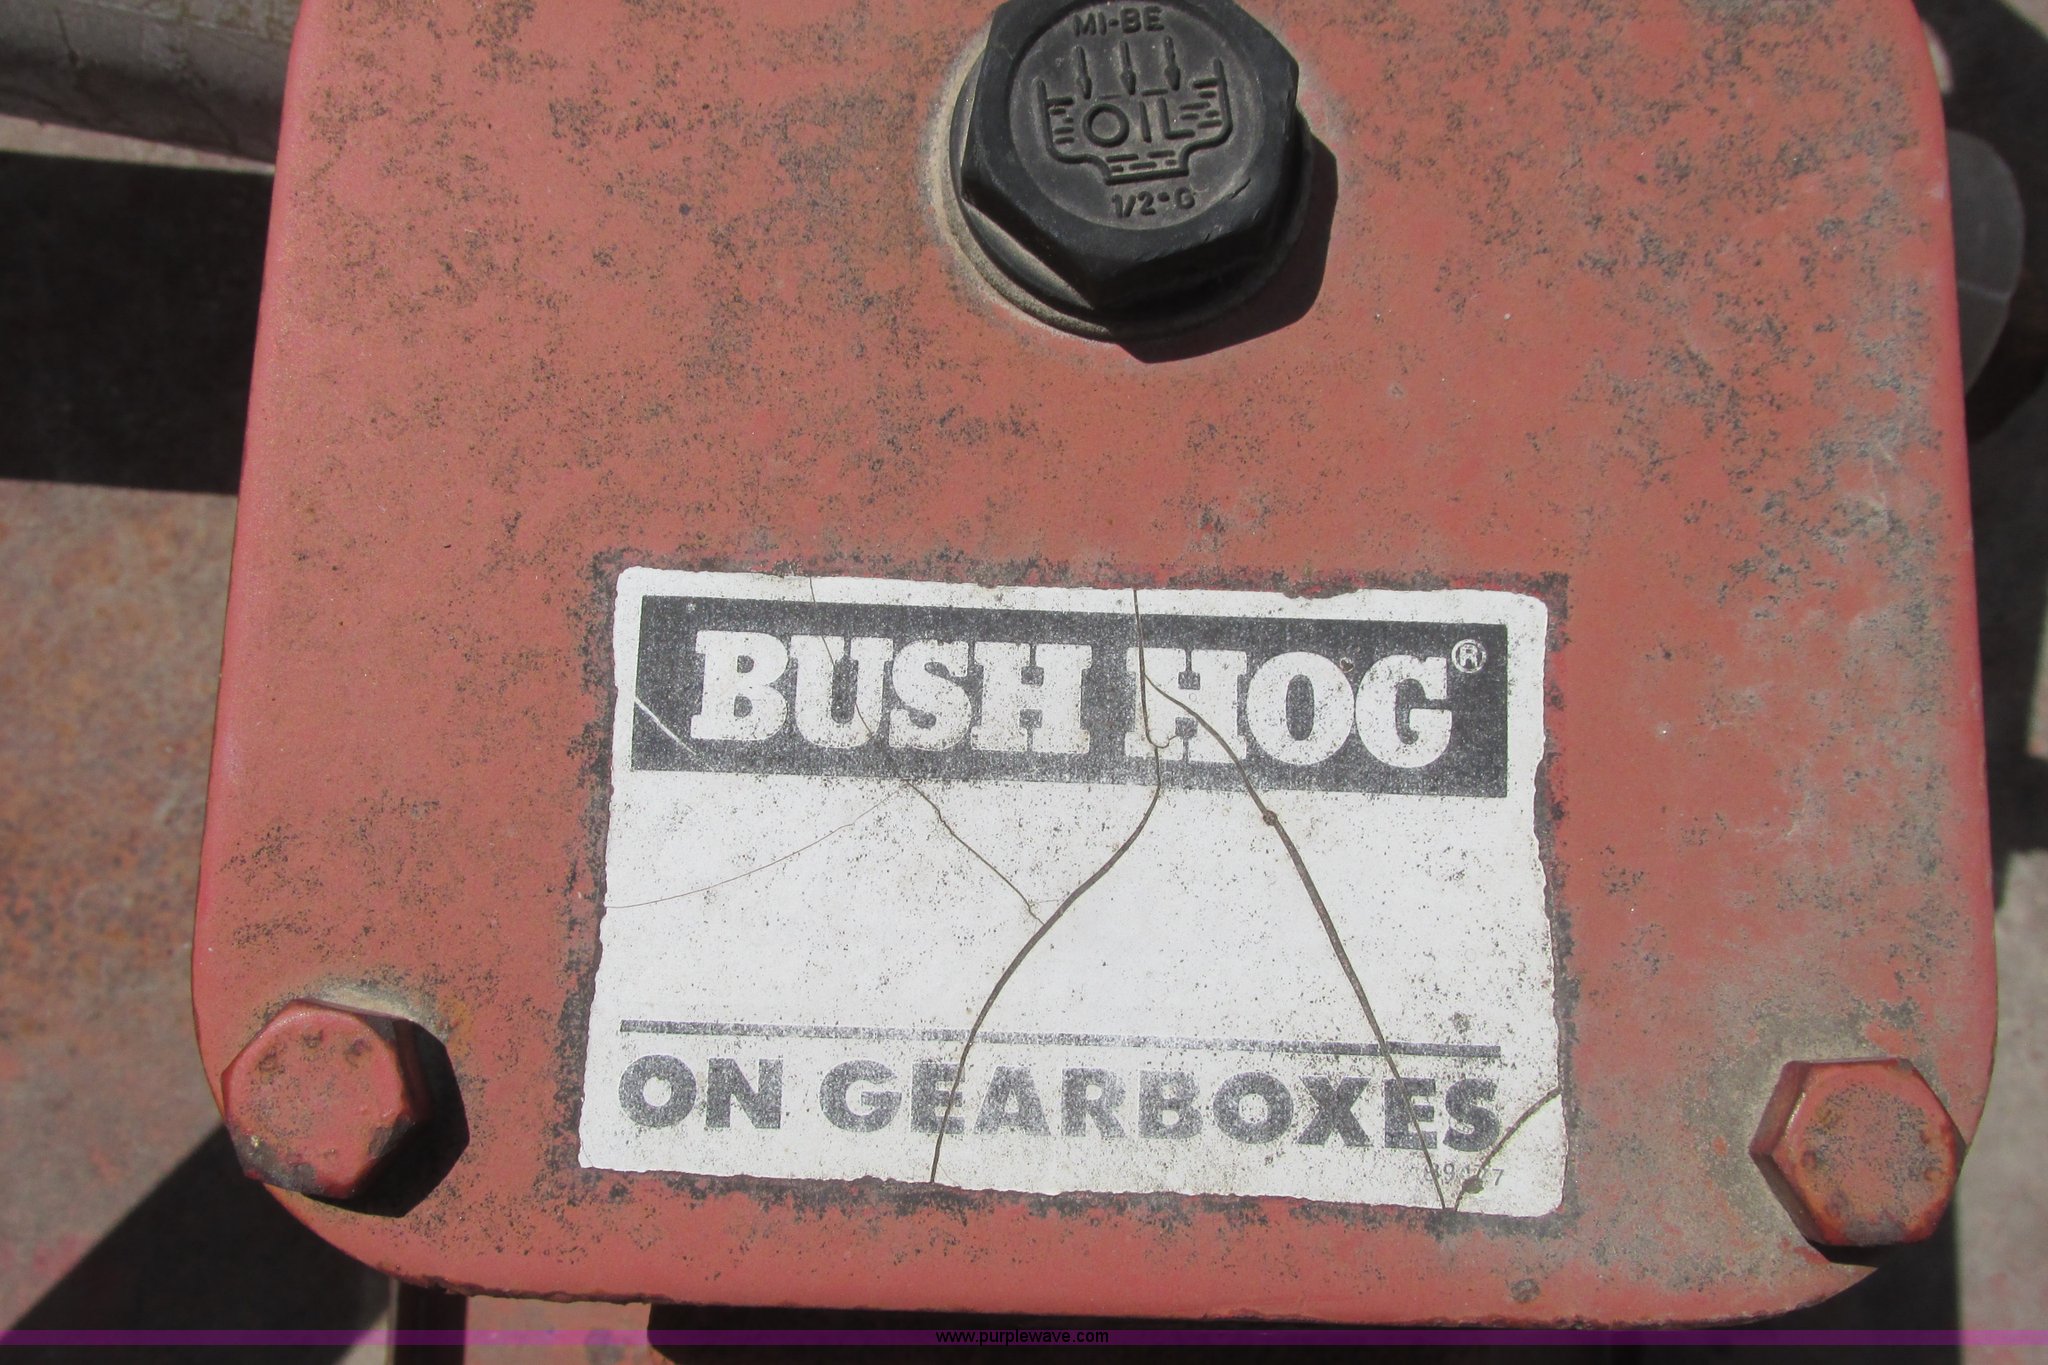 MI-BE
OIL
1/2"G
BUSH HOG®
ON GEARBOXES
www.purplewave.com